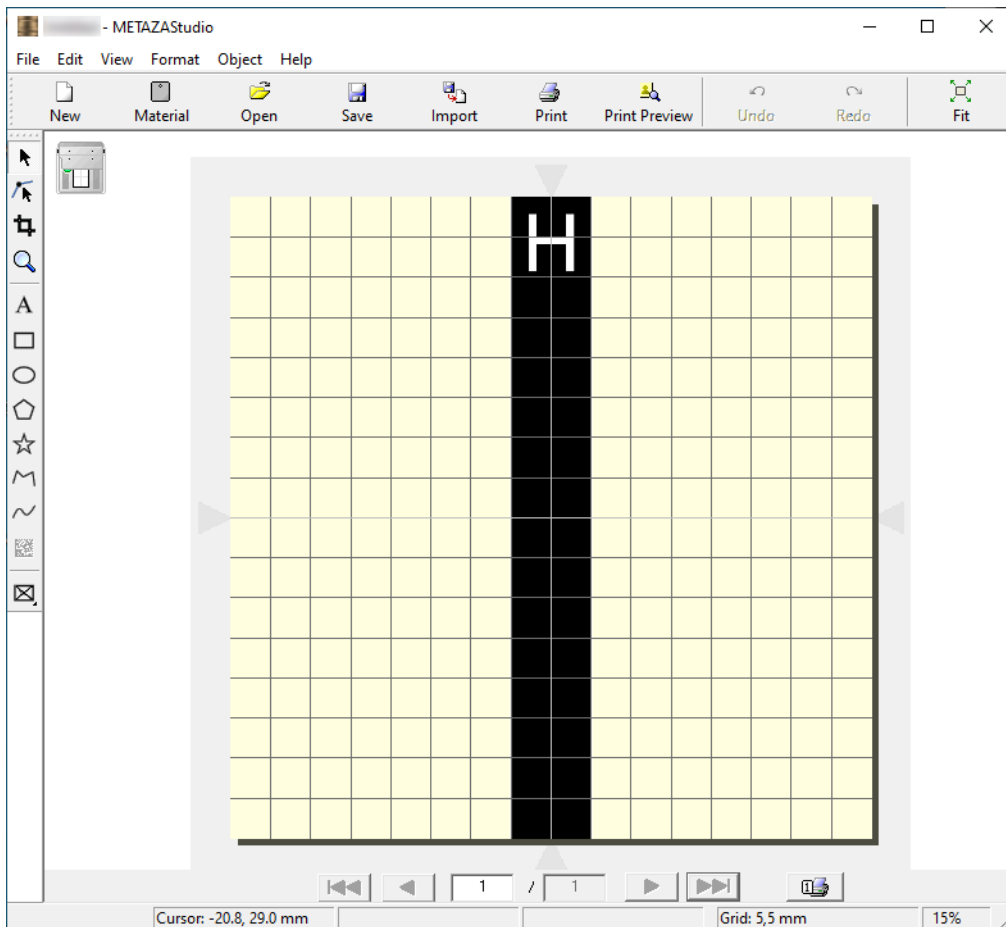 - METAZAStudio
File Edit View Format Object Help
New Material Open Save Import Print Print Preview Undo Redo Fit
A
H
1 / 1
1
Cursor: -20.8, 29.0 mm Grid: 5,5 mm 15%